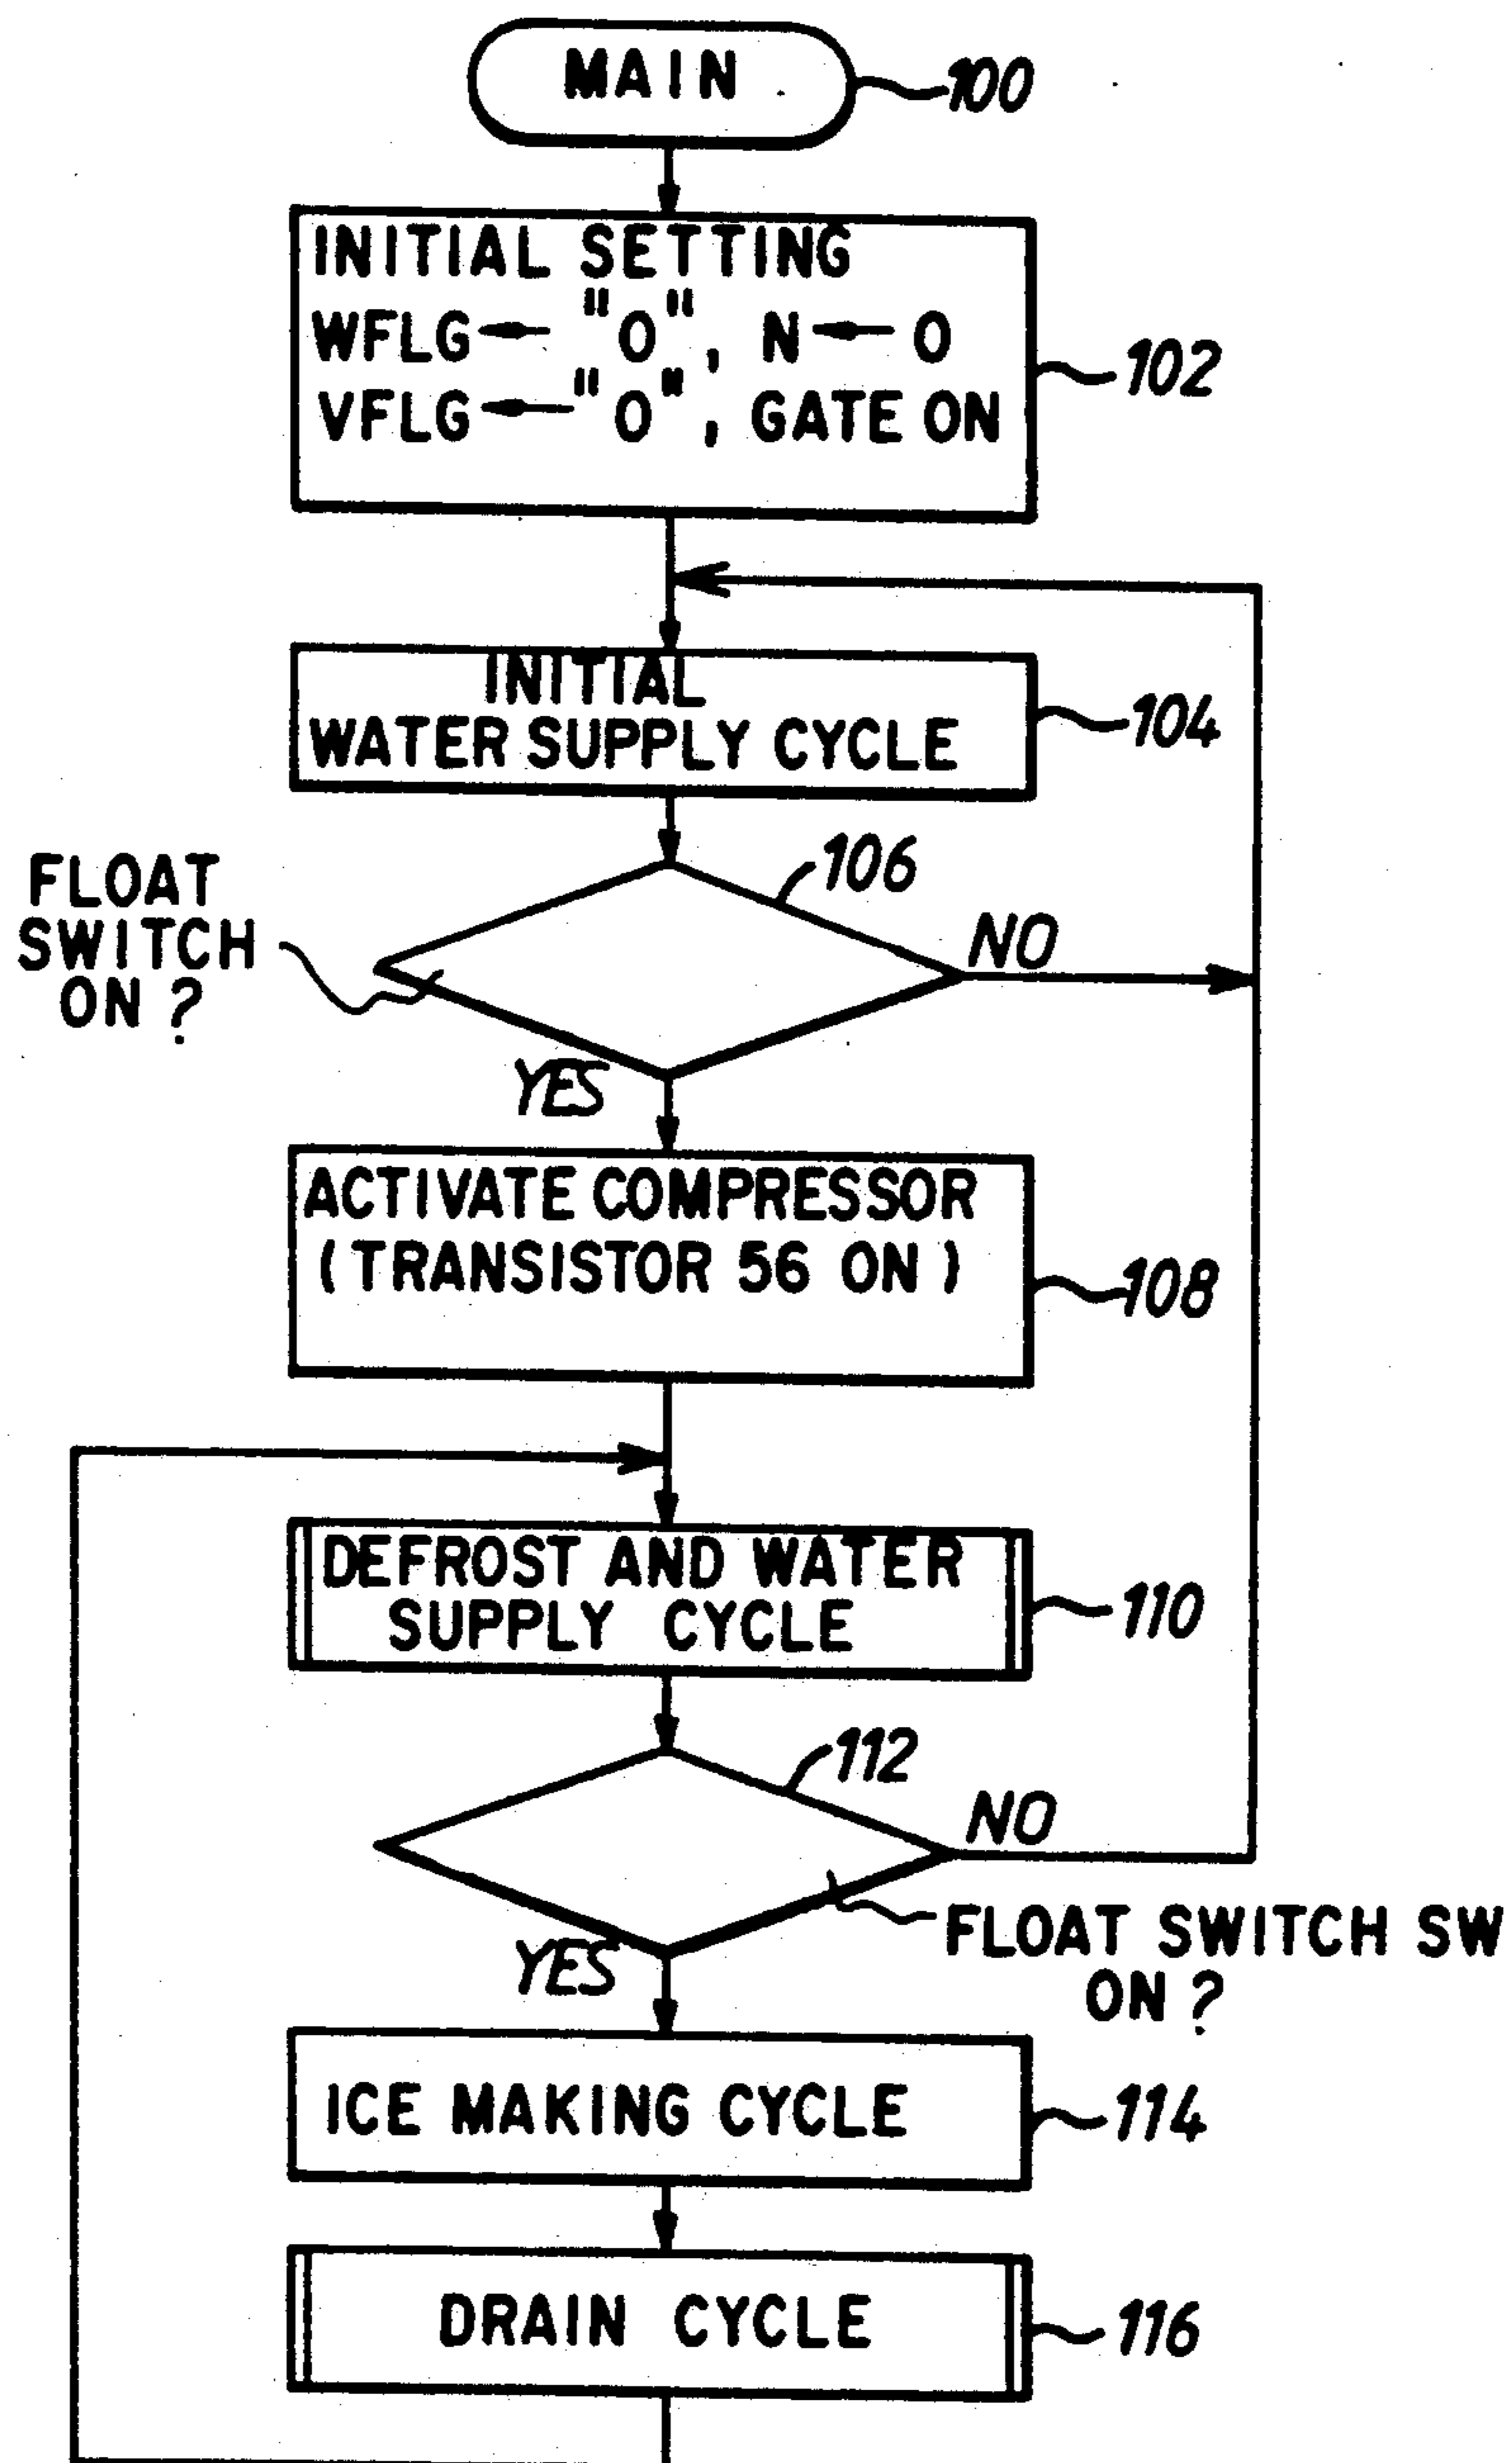 MAIN
100
INITIAL SETTING
WFLG ← "0", N ← 0
VFLG ← "0", GATE ON
102
INITIAL
WATER SUPPLY CYCLE
104
106
FLOAT
SWITCH
ON ?
NO
YES
ACTIVATE COMPRESSOR
(TRANSISTOR 56 ON)
108
DEFROST AND WATER
SUPPLY CYCLE
110
112
NO
FLOAT SWITCH SW
ON ?
YES
ICE MAKING CYCLE
114
DRAIN CYCLE
116